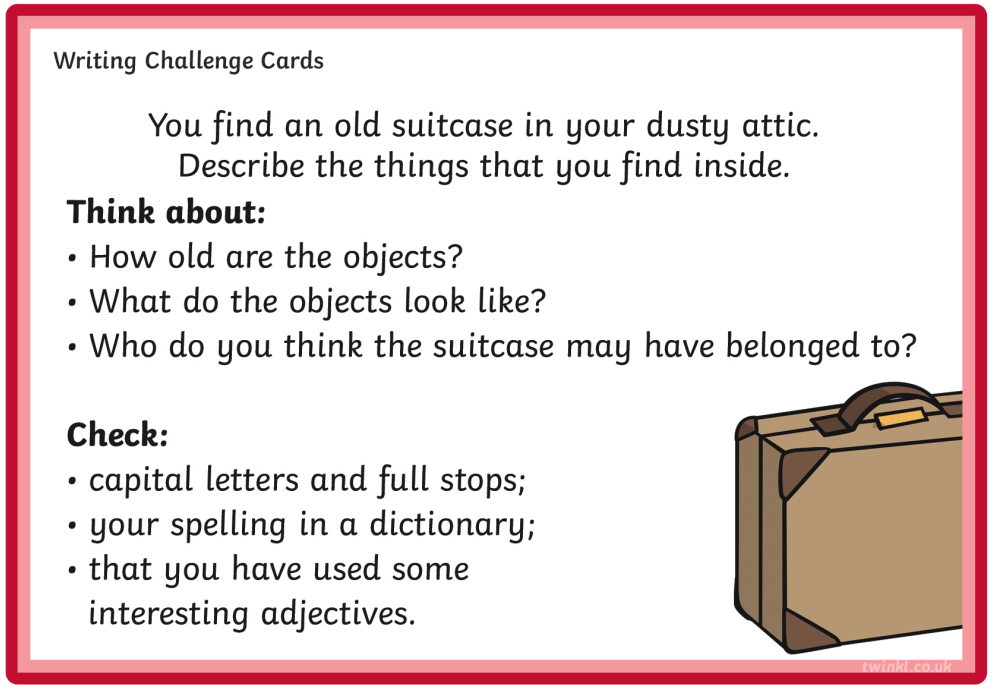 Writing Challenge Cards
You find an old suitcase in your dusty attic.
Describe the things that you find inside.
Think about:
• How old are the objects?
• What do the objects look like?
• Who do you think the suitcase may have belonged to?
Check:
• capital letters and full stops;
• your spelling in a dictionary;
• that you have used some
interesting adjectives.
twinkl.co.uk